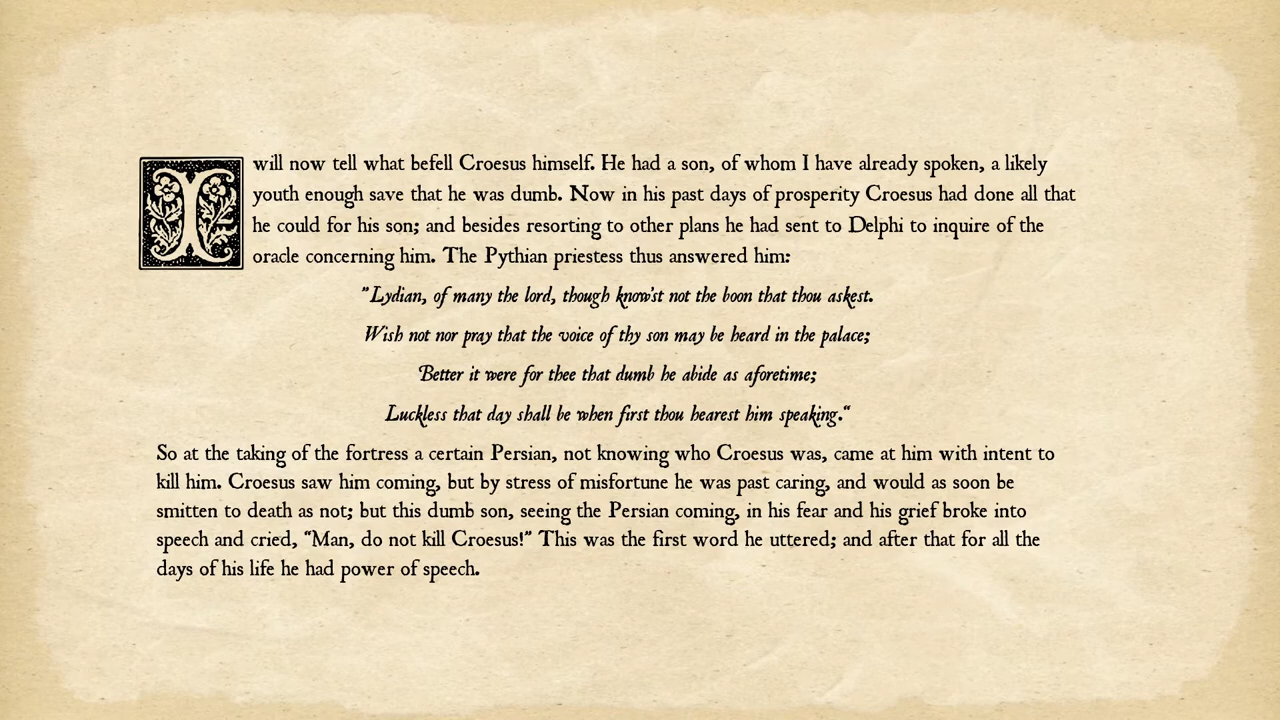 I will now tell what befell Croesus himself. He had a son, of whom I have already spoken, a likely
youth enough save that he was dumb. Now in his past days of prosperity Croesus had done all that
he could for his son; and besides resorting to other plans he had sent to Delphi to inquire of the
oracle concerning him. The Pythian priestess thus answered him:
”Lydian, of many the lord, though know'st not the boon that thou askest.
Wish not nor pray that the voice of thy son may be heard in the palace;
Better it were for thee that dumb he abide as aforetime;
Luckless that day shall be when first thou hearest him speaking.“
So at the taking of the fortress a certain Persian, not knowing who Croesus was, came at him with intent to
kill him. Croesus saw him coming, but by stress of misfortune he was past caring, and would as soon be
smitten to death as not; but this dumb son, seeing the Persian coming, in his fear and his grief broke into
speech and cried, “Man, do not kill Croesus!” This was the first word he uttered; and after that for all the
days of his life he had power of speech.